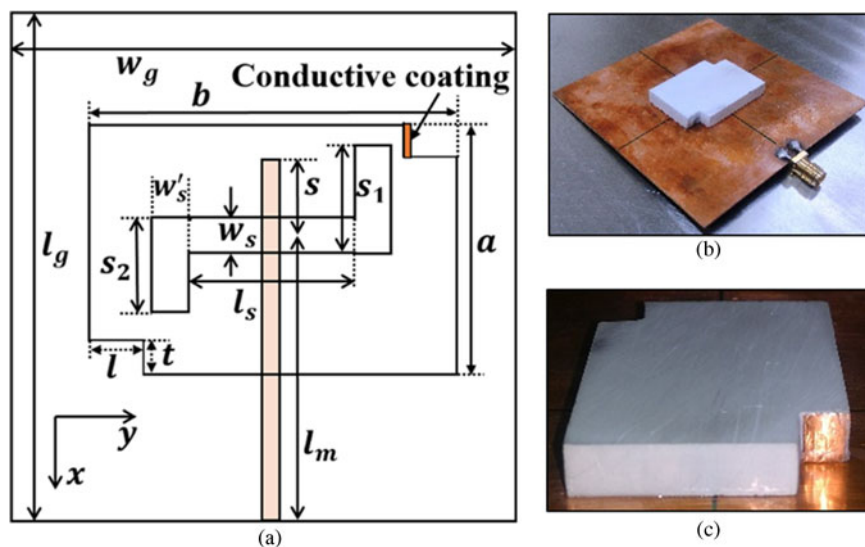 w_g
b
Conductive coating
w'_s
s
s_1
w_s
l_g
s_2
a
l_s
l
t
y
x
l_m
(a)
(b)
(c)